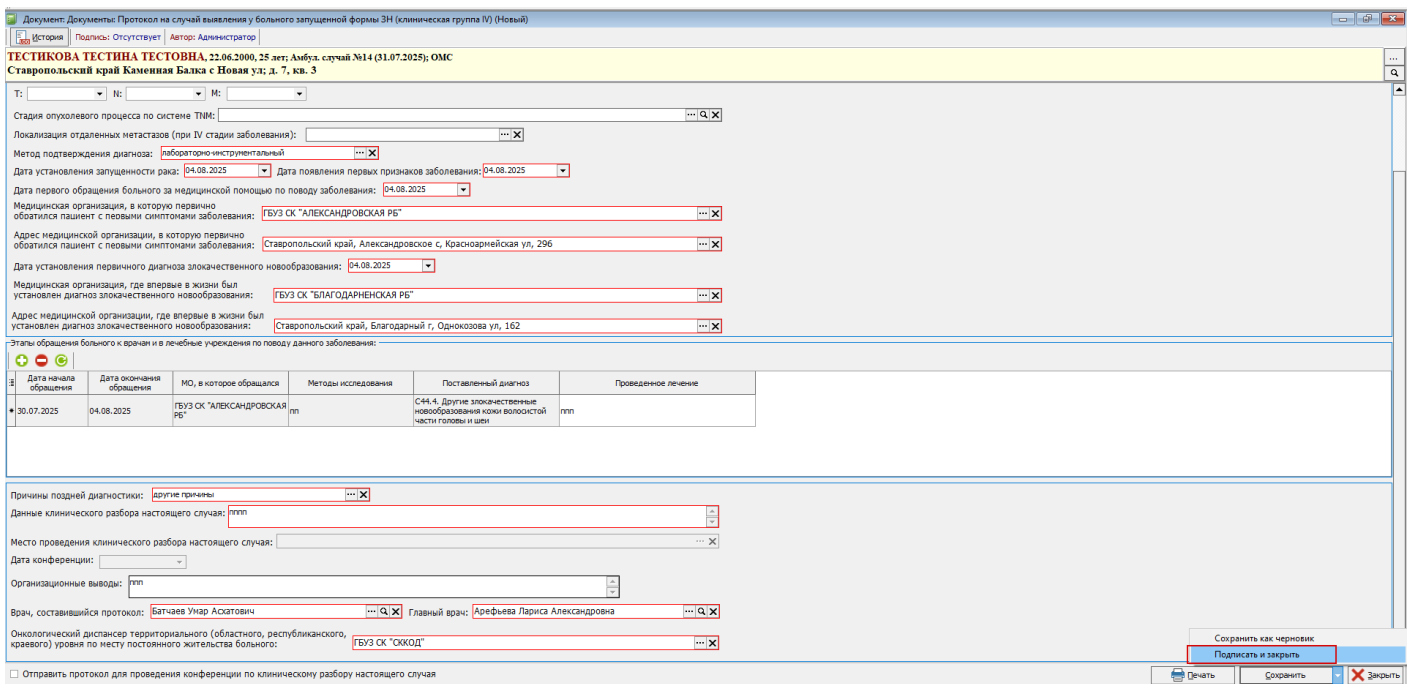 Документ: Документы: Протокол на случай выявления у больного запущенной формы ЗН (клиническая группа IV) (Новый)
История Подпись: Отсутствует Автор: Администратор
ТЕСТИКОВА ТЕСТИНА ТЕСТОВНА, 22.06.2000, 25 лет; Амбул. случай №14 (31.07.2025); ОМС
Ставропольский край Каменная Балка с Новая ул; д. 7, кв. 3
T: N: M:
Стадия опухолевого процесса по системе TNM:
Локализация отдаленных метастазов (при IV стадии заболевания):
Метод подтверждения диагноза: лабораторно-инструментальный
Дата установления запущенности рака: 04.08.2025 Дата появления первых признаков заболевания: 04.08.2025
Дата первого обращения больного за медицинской помощью по поводу заболевания: 04.08.2025
Медицинская организация, в которую первично
обратился пациент с первыми симптомами заболевания: ГБУЗ СК "АЛЕКСАНДРОВСКАЯ РБ"
Адрес медицинской организации, в которую первично
обратился пациент с первыми симптомами заболевания: Ставропольский край, Александровское с, Красноармейская ул, 296
Дата установления первичного диагноза злокачественного новообразования: 04.08.2025
Медицинская организация, где впервые в жизни был
установлен диагноз злокачественного новообразования: ГБУЗ СК "БЛАГОДАРНЕНСКАЯ РБ"
Адрес медицинской организации, где впервые в жизни был
установлен диагноз злокачественного новообразования: Ставропольский край, Благодарный г, Однокозова ул, 162
Этапы обращения больного к врачам и в лечебные учреждения по поводу данного заболевания:
Дата начала обращения Дата окончания обращения МО, в которое обращался Методы исследования Поставленный диагноз Проведенное лечение
30.07.2025 04.08.2025 ГБУЗ СК "АЛЕКСАНДРОВСКАЯ РБ" пп C44.4. Другие злокачественные новообразования кожи волосистой части головы и шеи ппп
Причины поздней диагностики: другие причины
Данные клинического разбора настоящего случая: пппп
Место проведения клинического разбора настоящего случая:
Дата конференции:
Организационные выводы: ппп
Врач, составивший протокол: Батчаев Умар Асхатович Главный врач: Арефьева Лариса Александровна
Онкологический диспансер территориального (областного, республиканского,
краевого) уровня по месту постоянного жительства больного: ГБУЗ СК "СККОД"
Сохранить как черновик
Подписать и закрыть
Отправить протокол для проведения конференции по клиническому разбору настоящего случая
Печать Сохранить Закрыть